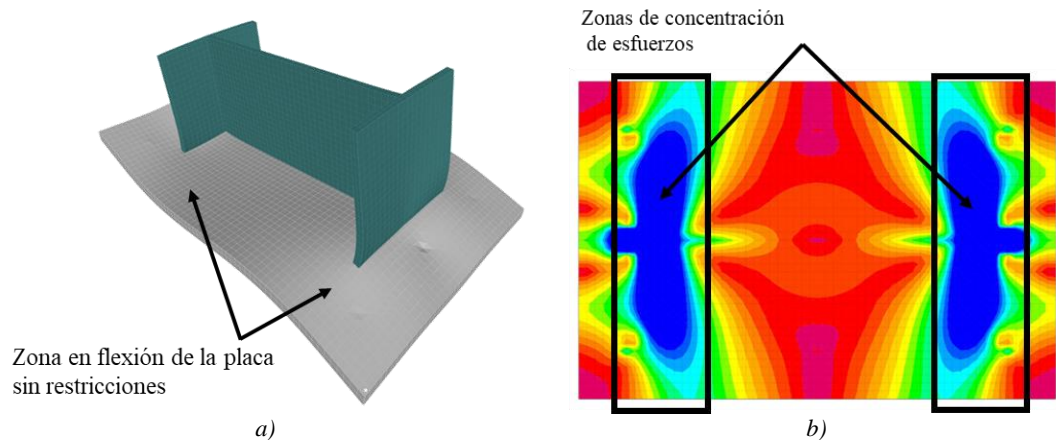 Zonas de concentración
de esfuerzos
Zona en flexión de la placa
sin restricciones
a)
b)